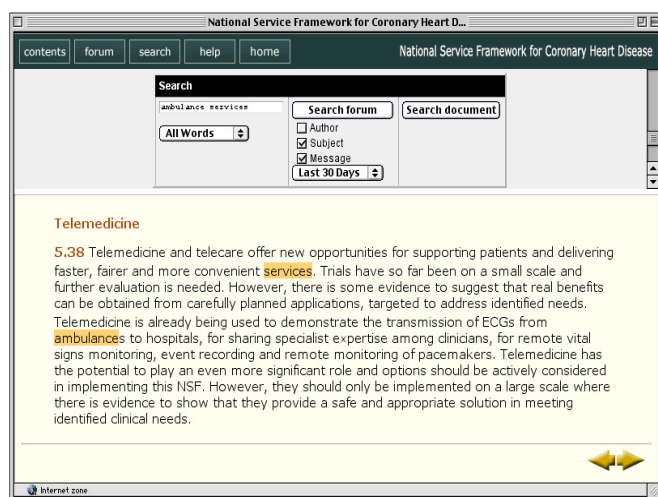 National Service Framework for Coronary Heart D...
contents forum search help home National Service Framework for Coronary Heart Disease
Search
ambulance services Search forum Search document
All Words Author
Subject
Message
Last 30 Days
Telemedicine
5.38 Telemedicine and telecare offer new opportunities for supporting patients and delivering
faster, fairer and more convenient services. Trials have so far been on a small scale and
further evaluation is needed. However, there is some evidence to suggest that real benefits
can be obtained from carefully planned applications, targeted to address identified needs.
Telemedicine is already being used to demonstrate the transmission of ECGs from
ambulances to hospitals, for sharing specialist expertise among clinicians, for remote vital
signs monitoring, event recording and remote monitoring of pacemakers. Telemedicine has
the potential to play an even more significant role and options should be actively considered
in implementing this NSF. However, they should only be implemented on a large scale where
there is evidence to show that they provide a safe and appropriate solution in meeting
identified clinical needs.
Internet zone